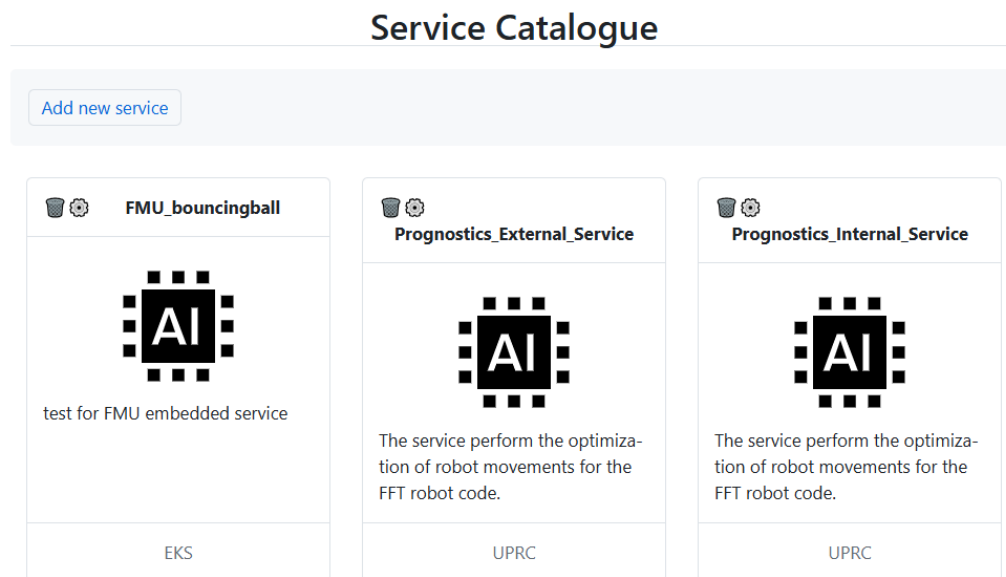 Service Catalogue
Add new service
FMU_bouncingball
AI
test for FMU embedded service
EKS
Prognostics_External_Service
AI
The service perform the optimiza-
tion of robot movements for the
FFT robot code.
UPRC
Prognostics_Internal_Service
AI
The service perform the optimiza-
tion of robot movements for the
FFT robot code.
UPRC